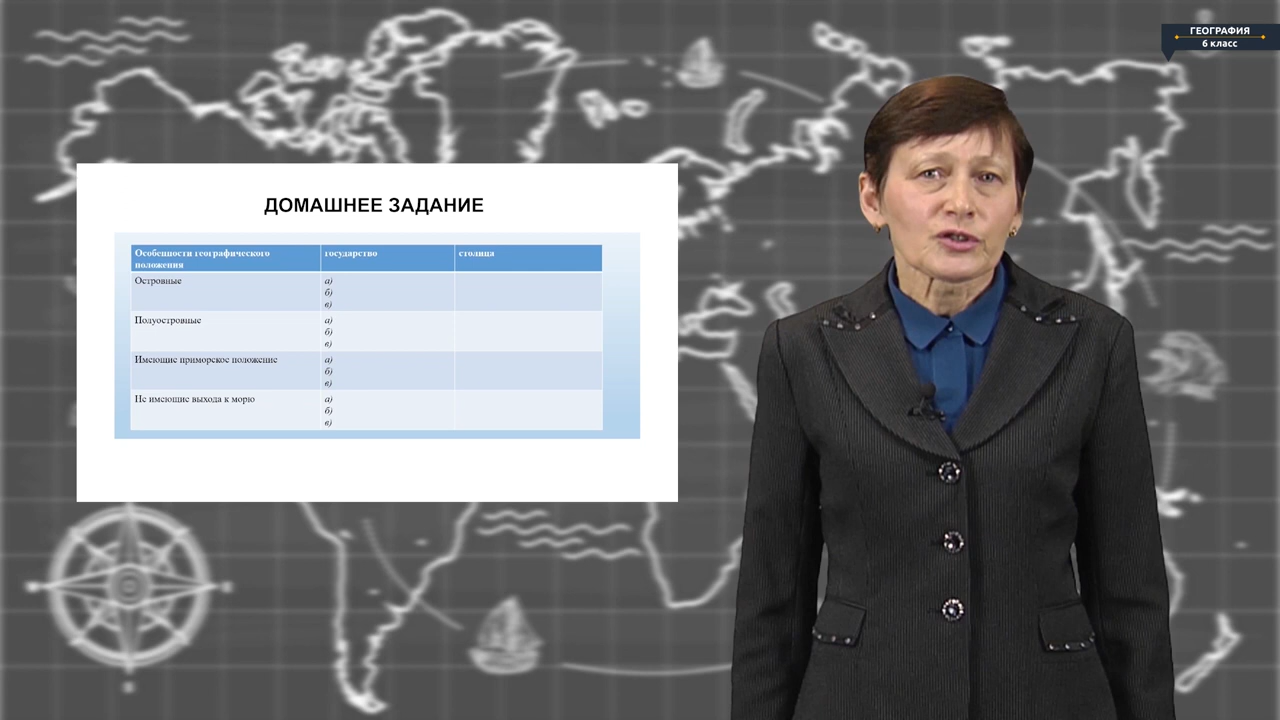 ГЕОГРАФИЯ
6 класс
ДОМАШНЕЕ ЗАДАНИЕ
Особенности географического положения
государство
столица
Островные
а)
б)
в)
Полуостровные
а)
б)
в)
Имеющие приморское положение
а)
б)
в)
Не имеющие выхода к морю
а)
б)
в)